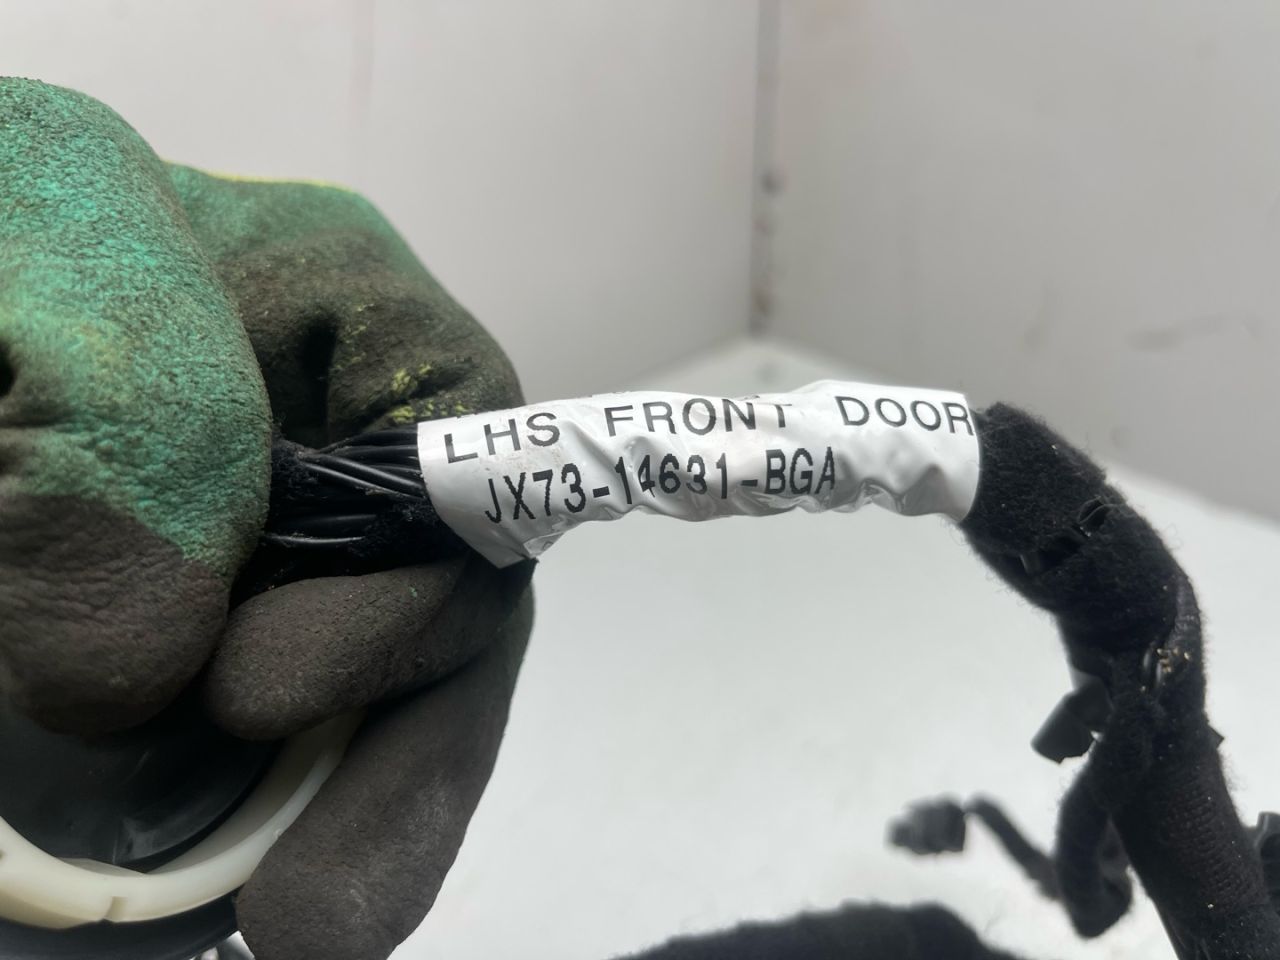 LHS FRONT DOOR
JX73-14631-BGA